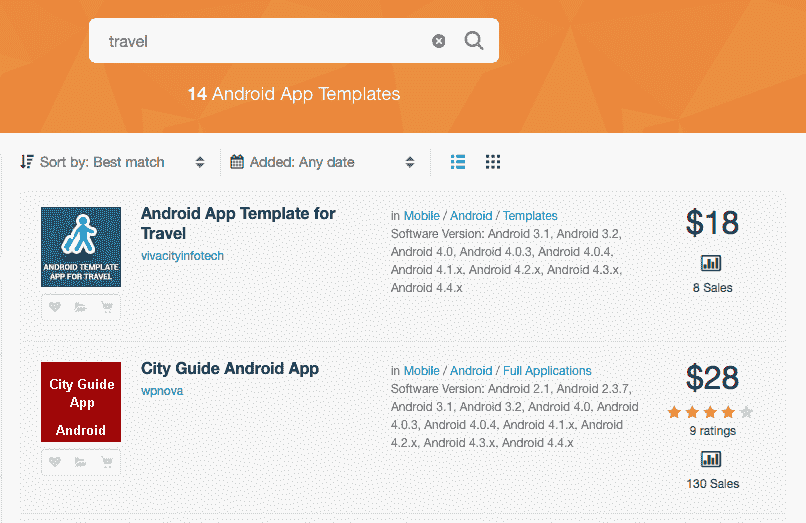 travel
14 Android App Templates
Sort by: Best match
Added: Any date
ANDROID TEMPLATE
APP FOR TRAVEL
Android App Template for
Travel
vivacityinfotech
in Mobile / Android / Templates
Software Version: Android 3.1, Android 3.2,
Android 4.0, Android 4.0.3, Android 4.0.4,
Android 4.1.x, Android 4.2.x, Android 4.3.x,
Android 4.4.x
$18
8 Sales
City Guide
App
Android
City Guide Android App
wpnova
in Mobile / Android / Full Applications
Software Version: Android 2.1, Android 2.3.7,
Android 3.1, Android 3.2, Android 4.0, Android
4.0.3, Android 4.0.4, Android 4.1.x, Android
4.2.x, Android 4.3.x, Android 4.4.x
$28
9 ratings
130 Sales